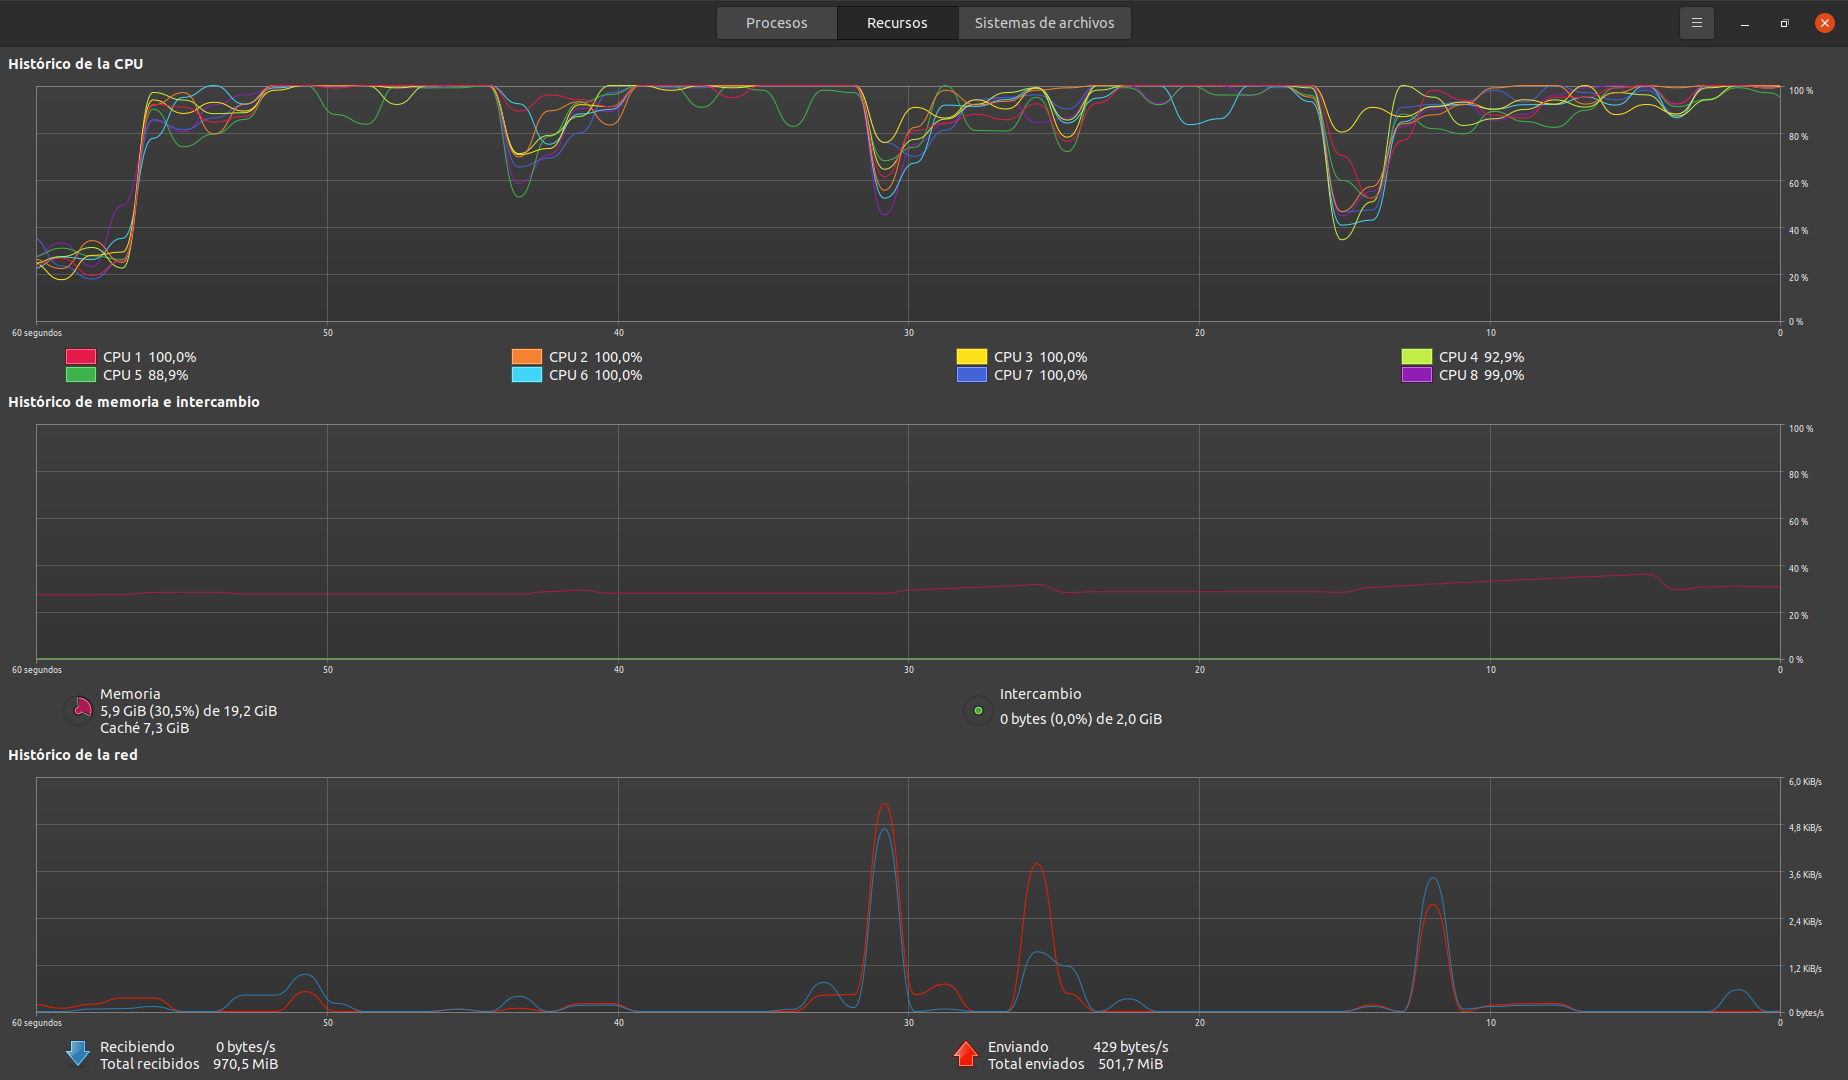 Procesos Recursos Sistemas de archivos
Histórico de la CPU
100 %
80 %
60 %
40 %
20 %
0 %
60 segundos 50 40 30 20 10 0
CPU 1 100,0% CPU 2 100,0% CPU 3 100,0% CPU 4 92,9%
CPU 5 88,9% CPU 6 100,0% CPU 7 100,0% CPU 8 99,0%
Histórico de memoria e intercambio
100 %
80 %
60 %
40 %
20 %
0 %
60 segundos 50 40 30 20 10 0
Memoria
5,9 GiB (30,5%) de 19,2 GiB
Caché 7,3 GiB
Intercambio
0 bytes (0,0%) de 2,0 GiB
Histórico de la red
6,0 KiB/s
4,8 KiB/s
3,6 KiB/s
2,4 KiB/s
1,2 KiB/s
0 bytes/s
60 segundos 50 40 30 20 10 0
Recibiendo 0 bytes/s
Total recibidos 970,5 MiB
Enviando 429 bytes/s
Total enviados 501,7 MiB